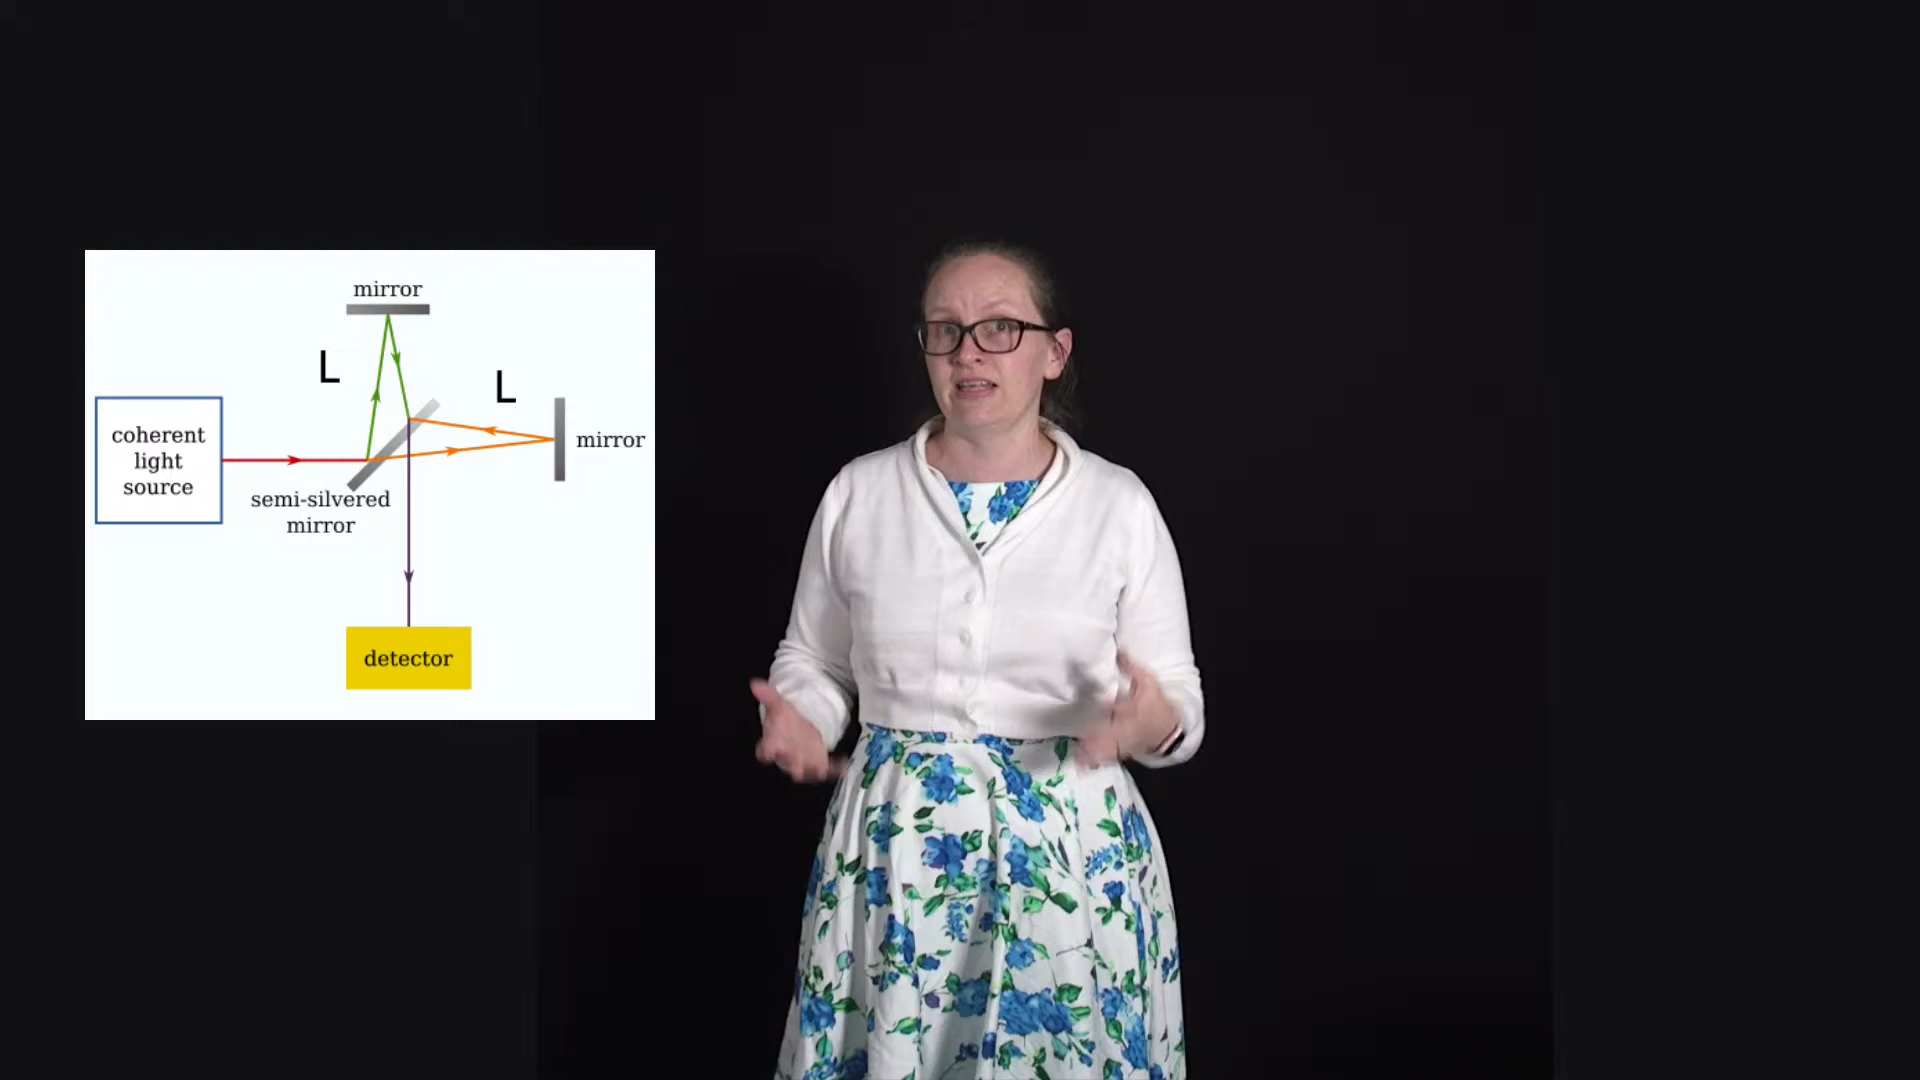 mirror
L
L
coherent
light
source
mirror
semi-silvered
mirror
detector